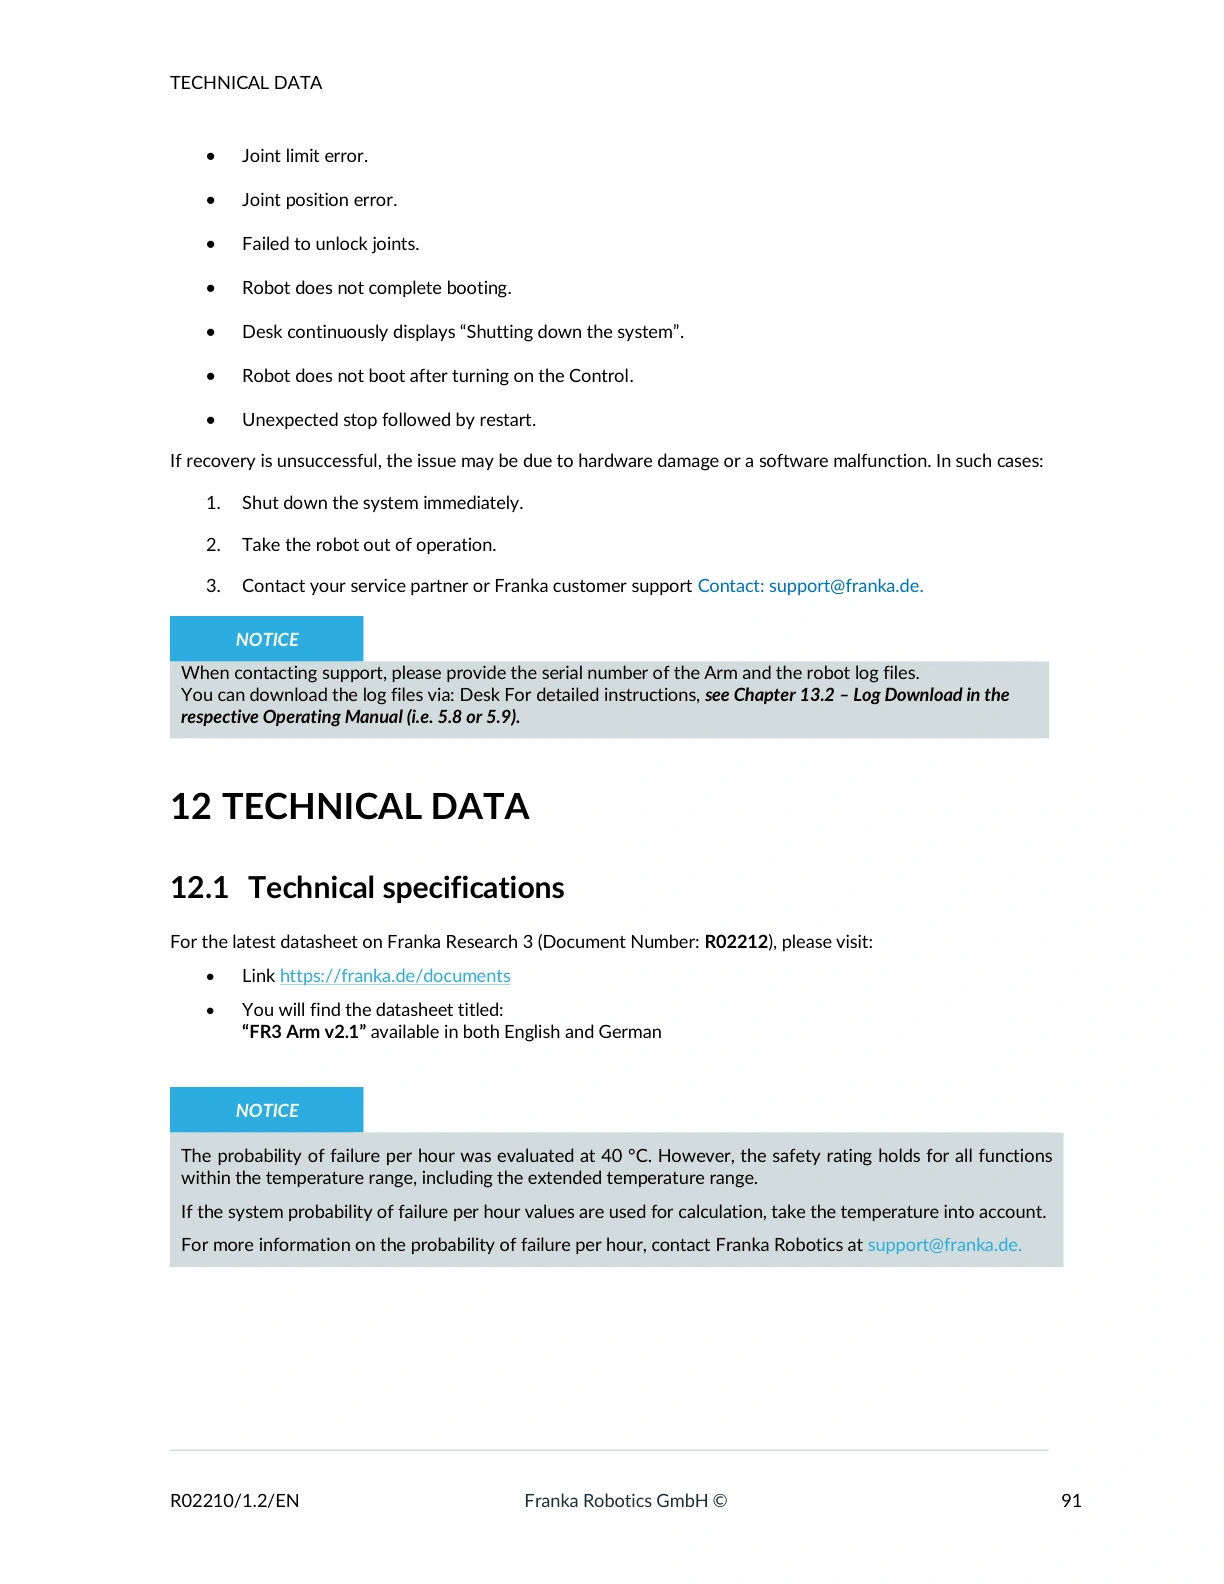 TECHNICAL DATA
• Joint limit error.
• Joint position error.
• Failed to unlock joints.
• Robot does not complete booting.
• Desk continuously displays “Shutting down the system”.
• Robot does not boot after turning on the Control.
• Unexpected stop followed by restart.
If recovery is unsuccessful, the issue may be due to hardware damage or a software malfunction. In such cases:
1. Shut down the system immediately.
2. Take the robot out of operation.
3. Contact your service partner or Franka customer support Contact: support@franka.de.
NOTICE
When contacting support, please provide the serial number of the Arm and the robot log files.
You can download the log files via: Desk For detailed instructions, see Chapter 13.2 – Log Download in the
respective Operating Manual (i.e. 5.8 or 5.9).
12 TECHNICAL DATA
12.1 Technical specifications
For the latest datasheet on Franka Research 3 (Document Number: R02212), please visit:
• Link https://franka.de/documents
• You will find the datasheet titled:
“FR3 Arm v2.1” available in both English and German
NOTICE
The probability of failure per hour was evaluated at 40 °C. However, the safety rating holds for all functions
within the temperature range, including the extended temperature range.
If the system probability of failure per hour values are used for calculation, take the temperature into account.
For more information on the probability of failure per hour, contact Franka Robotics at support@franka.de.
R02210/1.2/EN
Franka Robotics GmbH ©
91